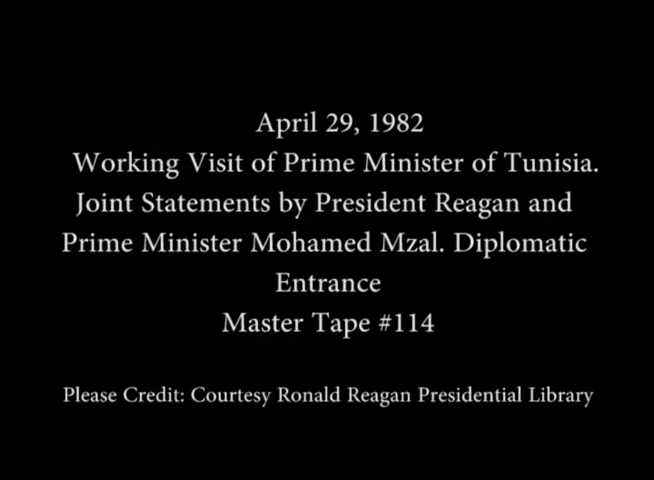 April 29, 1982
Working Visit of Prime Minister of Tunisia.
Joint Statements by President Reagan and
Prime Minister Mohamed Mzal. Diplomatic
Entrance
Master Tape #114
Please Credit: Courtesy Ronald Reagan Presidential Library